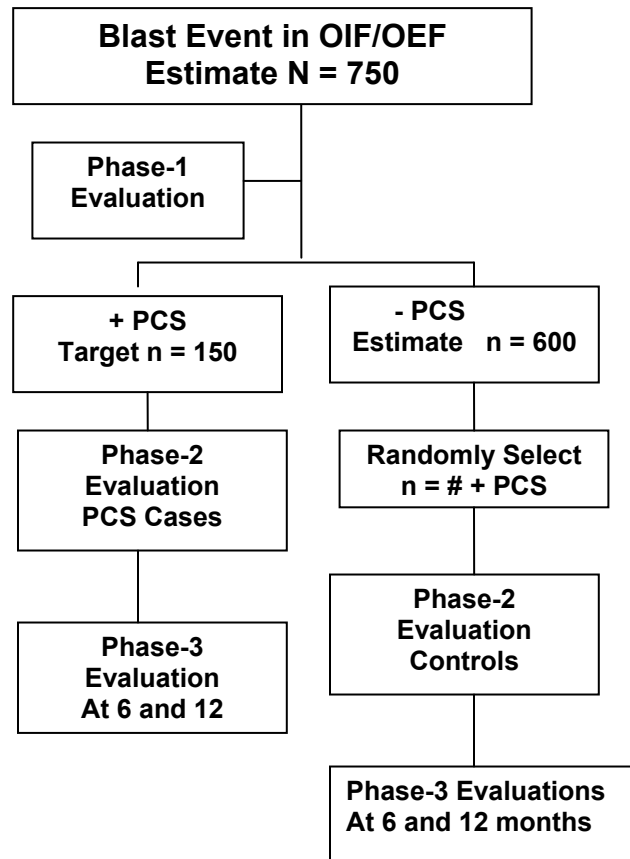 Blast Event in OIF/OEF
Estimate N = 750
Phase-1
Evaluation
+ PCS
Target n = 150
- PCS
Estimate n = 600
Phase-2
Evaluation
PCS Cases
Randomly Select
n = # + PCS
Phase-3
Evaluation
At 6 and 12
Phase-2
Evaluation
Controls
Phase-3 Evaluations
At 6 and 12 months